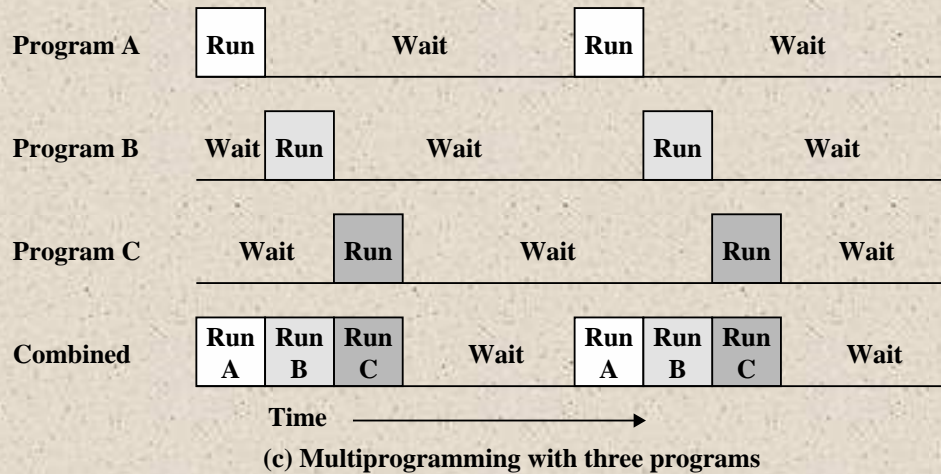 Program A Run Wait Run Wait
Program B Wait Run Wait Run Wait
Program C Wait Run Wait Run Wait
Combined Run A Run B Run C Wait Run A Run B Run C Wait
Time
(c) Multiprogramming with three programs